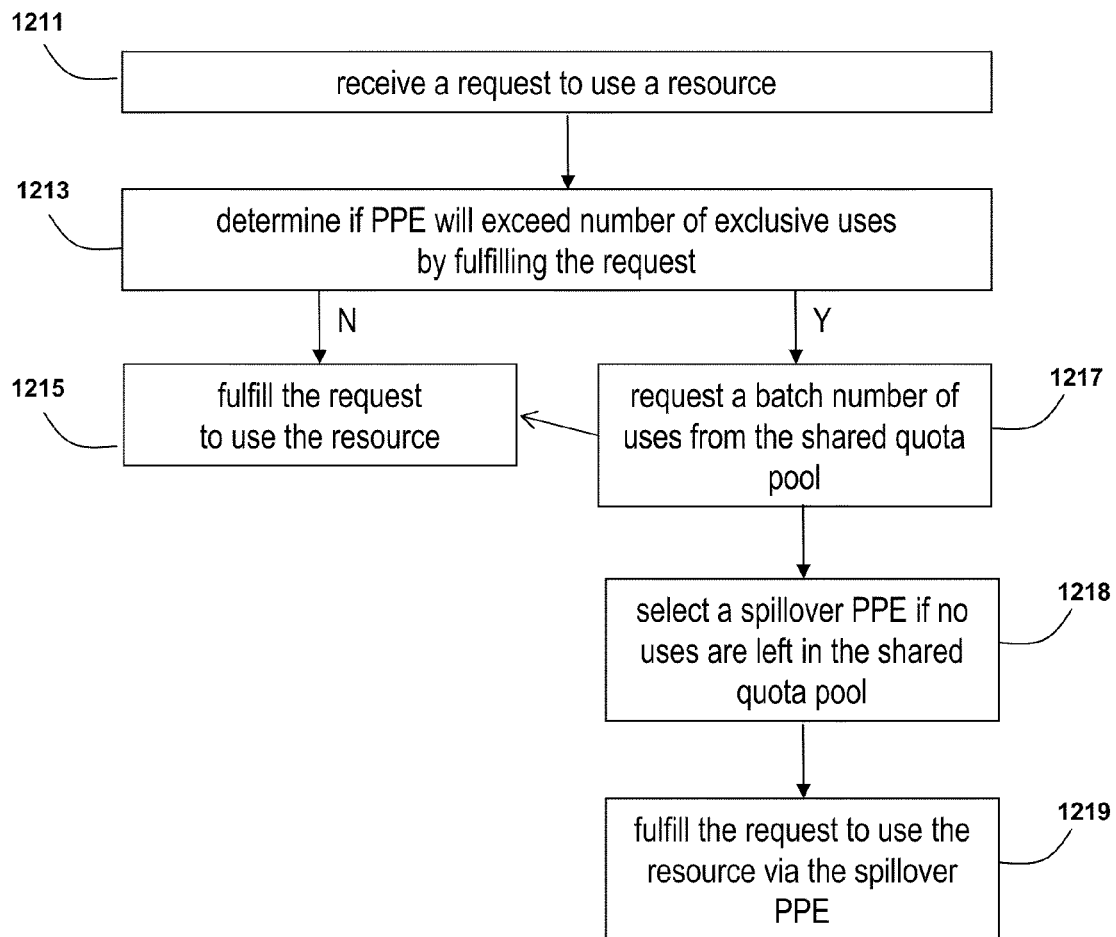 1211
receive a request to use a resource
1213
determine if PPE will exceed number of exclusive uses
by fulfilling the request
N
Y
1215
fulfill the request
to use the resource
request a batch number of
uses from the shared quota
pool
1217
select a spillover PPE if no
uses are left in the shared
quota pool
1218
fulfill the request to use the
resource via the spillover
PPE
1219